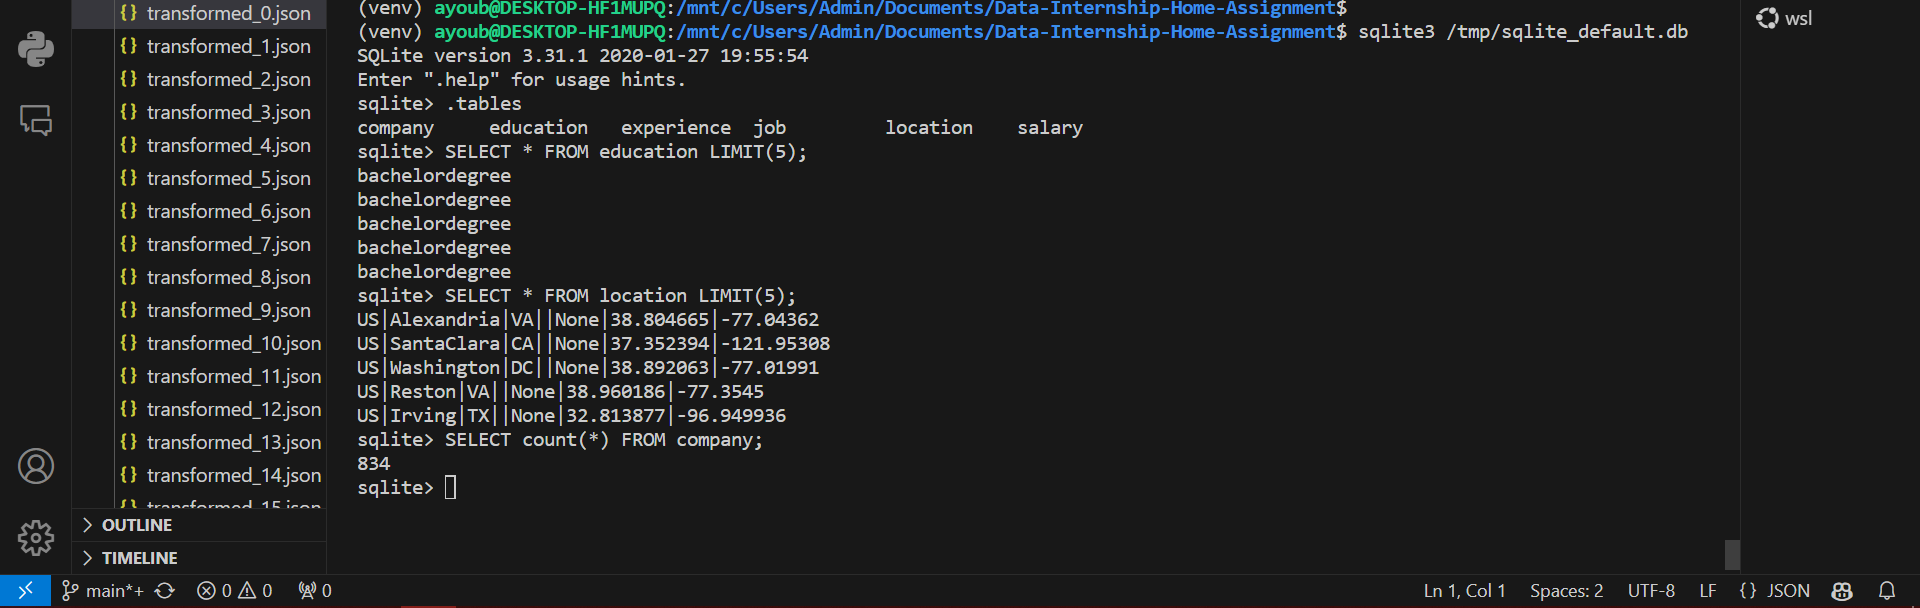 {} transformed_0.json
{} transformed_1.json
{} transformed_2.json
{} transformed_3.json
{} transformed_4.json
{} transformed_5.json
{} transformed_6.json
{} transformed_7.json
{} transformed_8.json
{} transformed_9.json
{} transformed_10.json
{} transformed_11.json
{} transformed_12.json
{} transformed_13.json
{} transformed_14.json
{} transformed_15.json
OUTLINE
TIMELINE
(venv) ayoub@DESKTOP-HF1MUPQ:/mnt/c/Users/Admin/Documents/Data-Internship-Home-Assignment$
(venv) ayoub@DESKTOP-HF1MUPQ:/mnt/c/Users/Admin/Documents/Data-Internship-Home-Assignment$ sqlite3 /tmp/sqlite_default.db
SQLite version 3.31.1 2020-01-27 19:55:54
Enter ".help" for usage hints.
sqlite> .tables
company     education   experience  job         location    salary
sqlite> SELECT * FROM education LIMIT(5);
bachelordegree
bachelordegree
bachelordegree
bachelordegree
bachelordegree
sqlite> SELECT * FROM location LIMIT(5);
US|Alexandria|VA||None|38.804665|-77.04362
US|SantaClara|CA||None|37.352394|-121.95308
US|Washington|DC||None|38.892063|-77.01991
US|Reston|VA||None|38.960186|-77.3545
US|Irving|TX||None|32.813877|-96.949936
sqlite> SELECT count(*) FROM company;
834
sqlite>
wsl
main*+ 0 0 0 Ln 1, Col 1 Spaces: 2 UTF-8 LF {} JSON